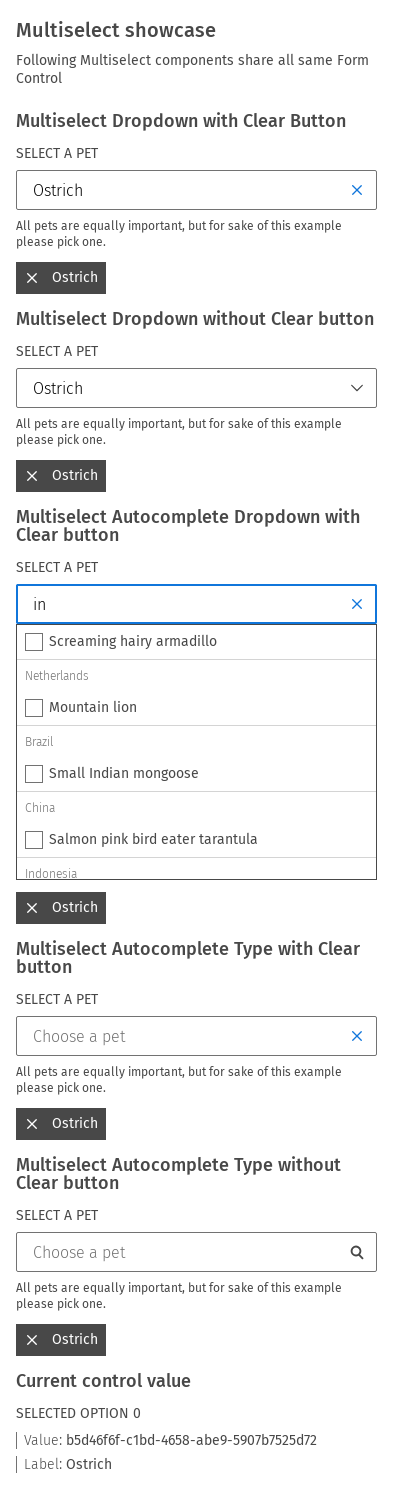 Multiselect showcase
Following Multiselect components share all same Form
Control
Multiselect Dropdown with Clear Button
SELECT A PET
Ostrich
All pets are equally important, but for sake of this example
please pick one.
Ostrich
Multiselect Dropdown without Clear button
SELECT A PET
Ostrich
All pets are equally important, but for sake of this example
please pick one.
Ostrich
Multiselect Autocomplete Dropdown with
Clear button
SELECT A PET
in
Screaming hairy armadillo
Netherlands
Mountain lion
Brazil
Small Indian mongoose
China
Salmon pink bird eater tarantula
Indonesia
Ostrich
Multiselect Autocomplete Type with Clear
button
SELECT A PET
Choose a pet
All pets are equally important, but for sake of this example
please pick one.
Ostrich
Multiselect Autocomplete Type without
Clear button
SELECT A PET
Choose a pet
All pets are equally important, but for sake of this example
please pick one.
Ostrich
Current control value
SELECTED OPTION 0
Value: b5d46f6f-c1bd-4658-abe9-5907b7525d72
Label: Ostrich